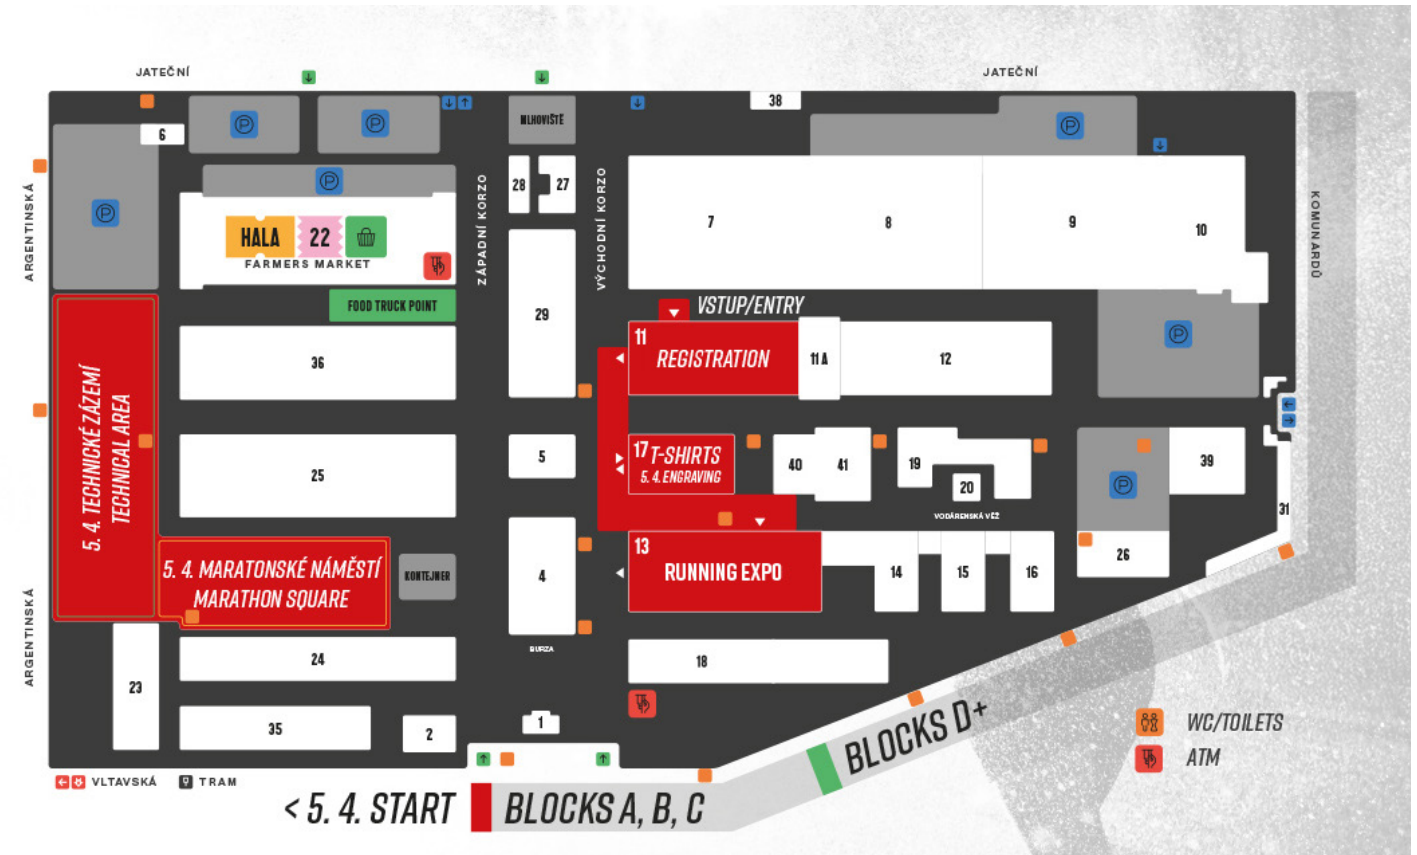 JATEČNÍ
JATEČNÍ
38
6
P
P
MLHOVIŠTĚ
P
ARGENTINSKÁ
P
P
HALA 22
FARMERS MARKET
ZÁPADNÍ KORZO
28
27
VÝCHODNÍ KORZO
7
8
9
10
KOMUNARDŮ
FOOD TRUCK POINT
29
VSTUP/ENTRY
P
36
11
REGISTRATION
11A
12
5. 4. TECHNICKÉ ZÁZEMÍ
TECHNICAL AREA
25
5
17 T-SHIRTS
5. 4. ENGRAVING
40
41
19
20
VODÁRENSKÁ VĚŽ
P
39
31
5. 4. MARATONSKÉ NÁMĚSTÍ
MARATHON SQUARE
KONTEJNER
4
BURZA
13
RUNNING EXPO
14
15
16
26
ARGENTINSKÁ
23
24
18
35
2
1
BLOCKS D+
WC/TOILETS
ATM
VLTAVSKÁ
TRAM
< 5. 4. START
BLOCKS A, B, C